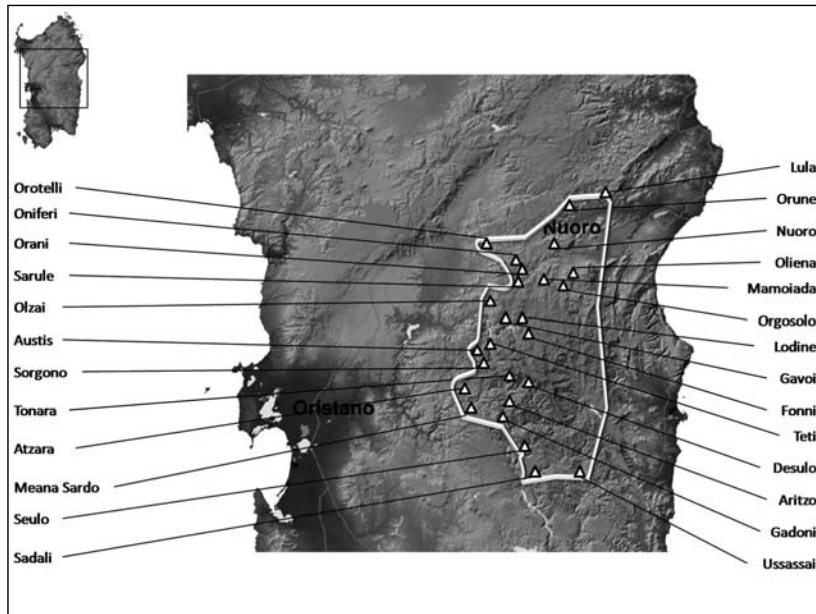 Orotelli
Oniferi
Orani
Sarule
Olzai
Austis
Sorgono
Tonara
Atzara
Meana Sardo
Seulo
Sadali
Nuoro
Oristano
Lula
Orune
Nuoro
Oliena
Mamoiada
Orgosolo
Lodine
Gavoi
Fonni
Teti
Desulo
Aritzo
Gadoni
Ussassai